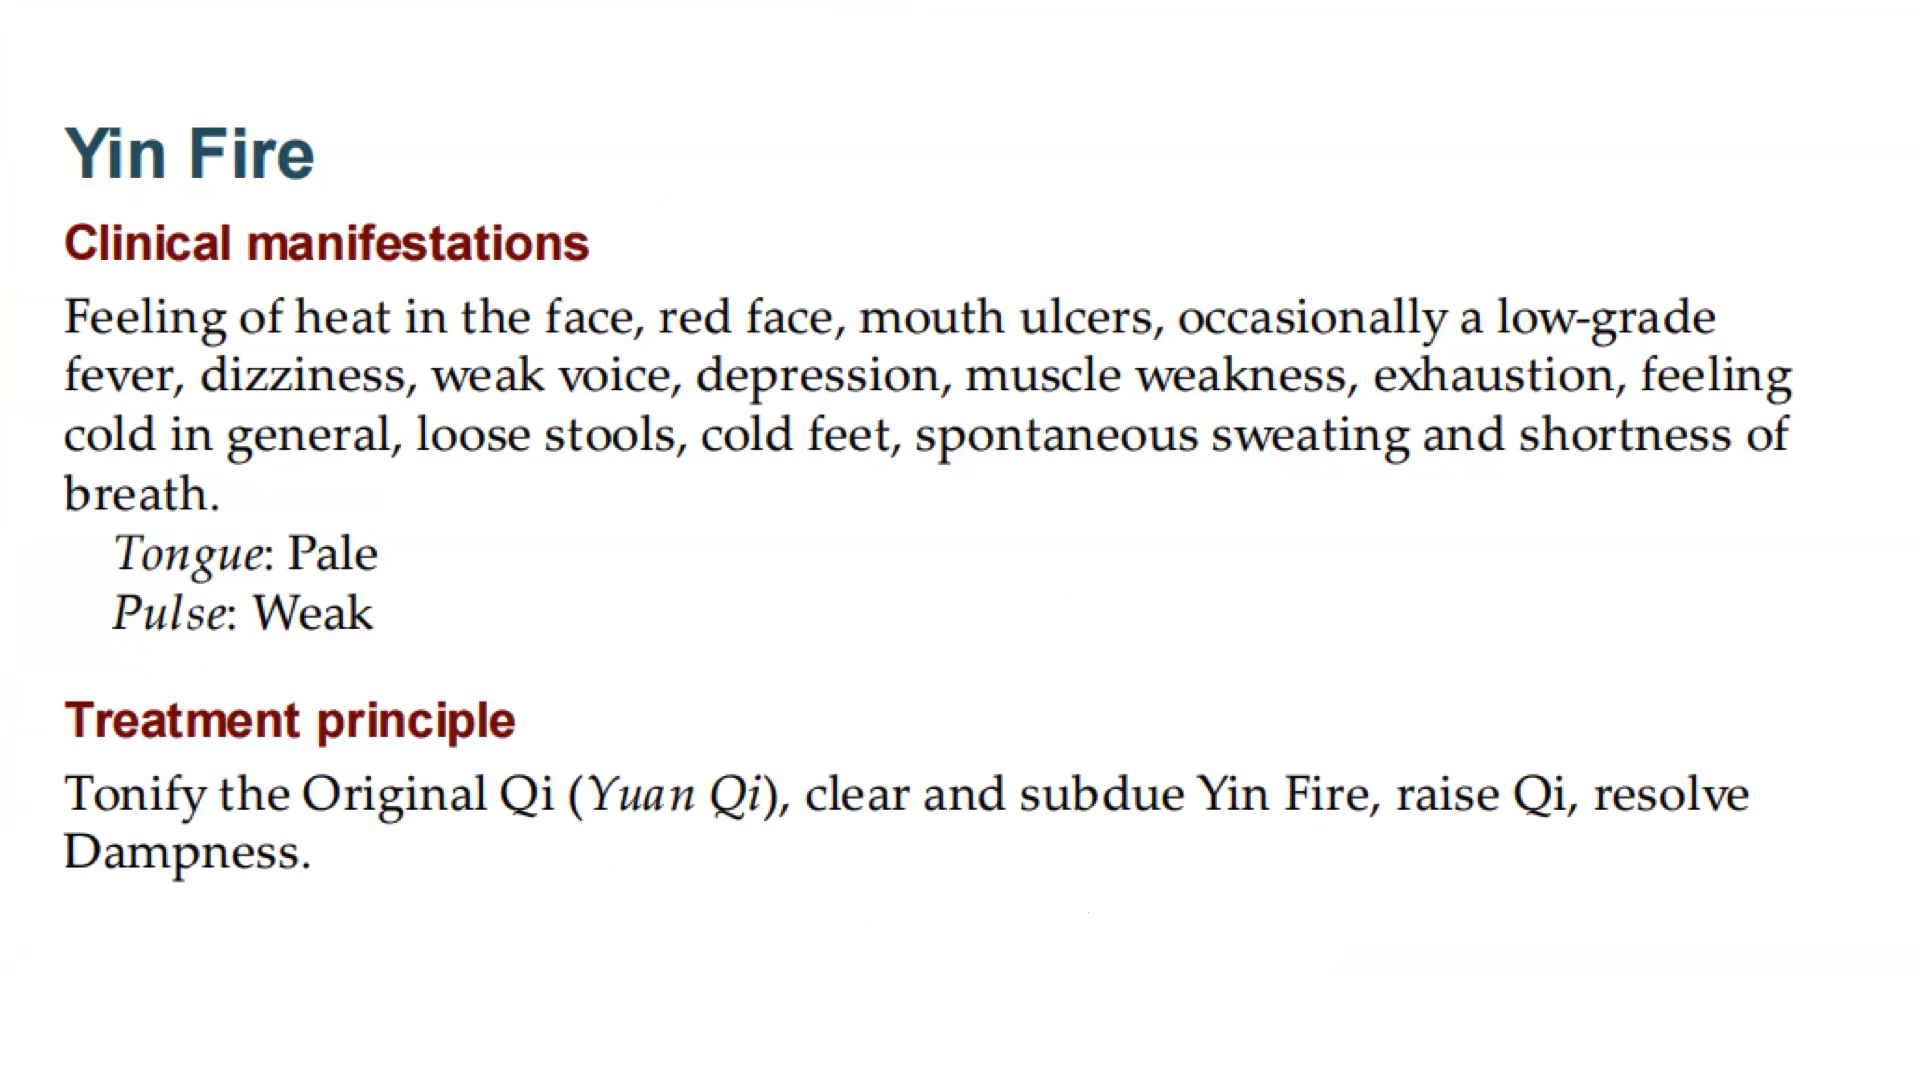 Yin Fire
Clinical manifestations
Feeling of heat in the face, red face, mouth ulcers, occasionally a low-grade
fever, dizziness, weak voice, depression, muscle weakness, exhaustion, feeling
cold in general, loose stools, cold feet, spontaneous sweating and shortness of
breath.
Tongue: Pale
Pulse: Weak
Treatment principle
Tonify the Original Qi (Yuan Qi), clear and subdue Yin Fire, raise Qi, resolve
Dampness.